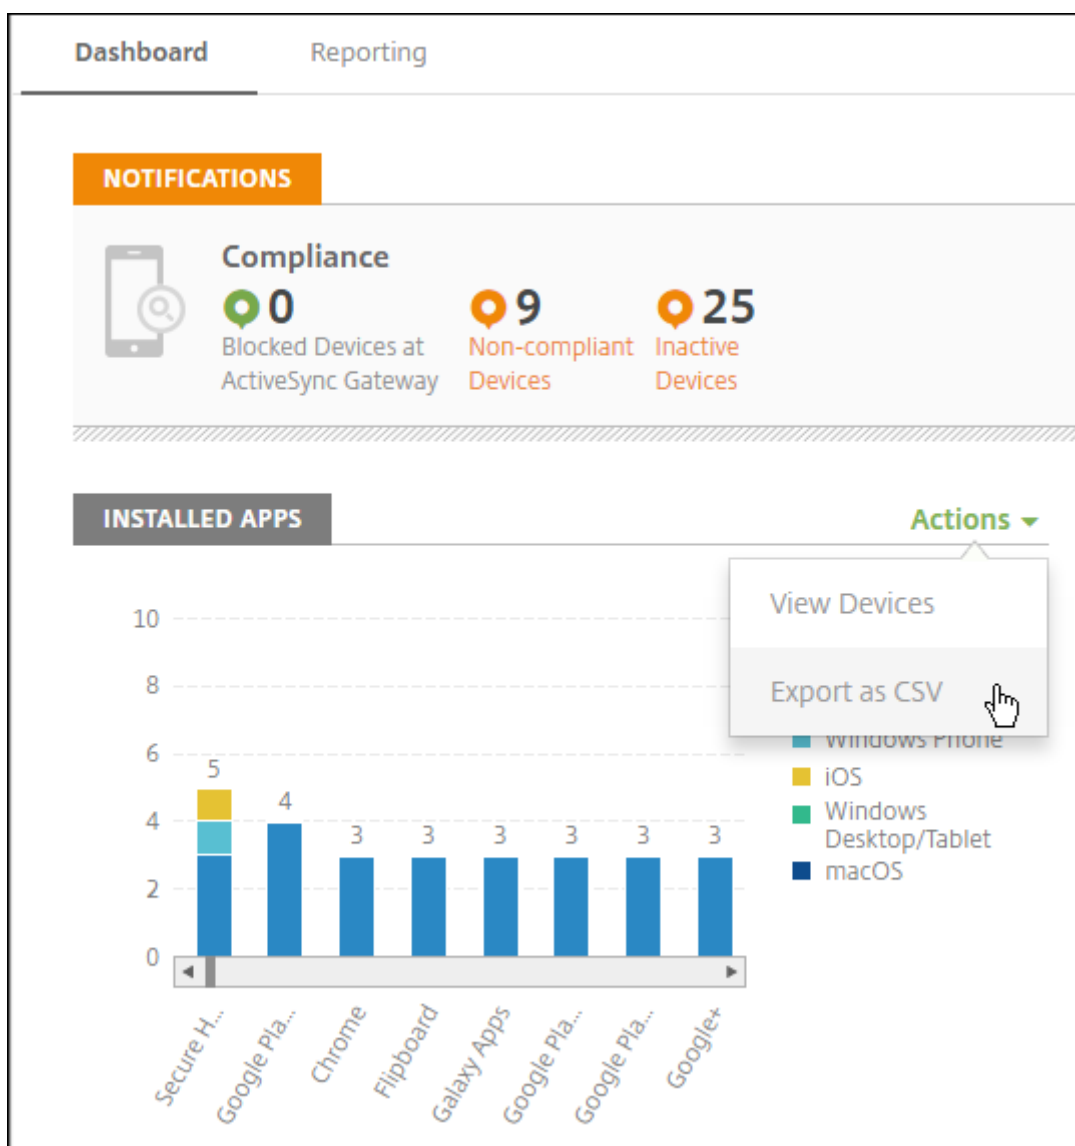 Dashboard
Reporting
NOTIFICATIONS
Compliance
0
Blocked Devices at
ActiveSync Gateway
9
Non-compliant
Devices
25
Inactive
Devices
INSTALLED APPS
Actions
View Devices
Export as CSV
Windows Phone
iOS
Windows
Desktop/Tablet
macOS
10
8
6
4
2
0
5
4
3
3
3
3
3
3
Secure H...
Google Pla...
Chrome
Flipboard
Galaxy Apps
Google Pla...
Google Pla...
Google+